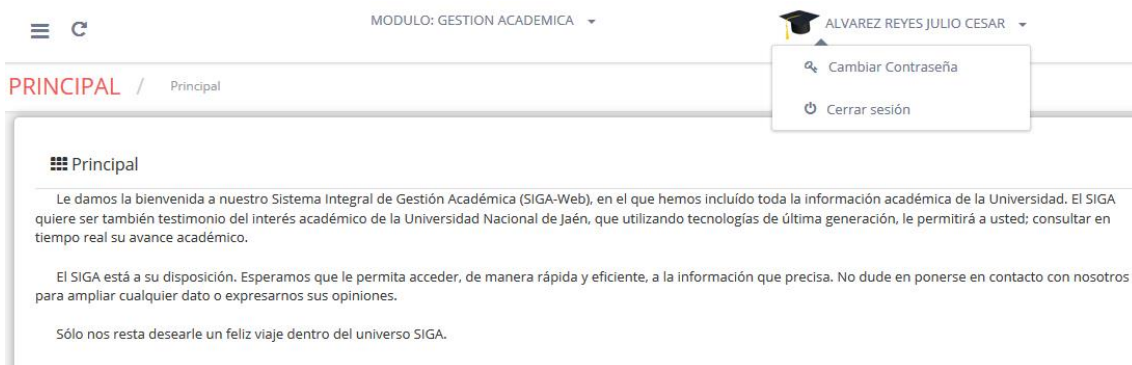 MODULO: GESTION ACADEMICA
ALVAREZ REYES JULIO CESAR
Cambiar Contraseña
Cerrar sesión
PRINCIPAL / Principal
Principal
Le damos la bienvenida a nuestro Sistema Integral de Gestión Académica (SIGA-Web), en el que hemos incluído toda la información académica de la Universidad. El SIGA
quiere ser también testimonio del interés académico de la Universidad Nacional de Jaén, que utilizando tecnologías de última generación, le permitirá a usted; consultar en
tiempo real su avance académico.
El SIGA está a su disposición. Esperamos que le permita acceder, de manera rápida y eficiente, a la información que precisa. No dude en ponerse en contacto con nosotros
para ampliar cualquier dato o expresarnos sus opiniones.
Sólo nos resta desearle un feliz viaje dentro del universo SIGA.